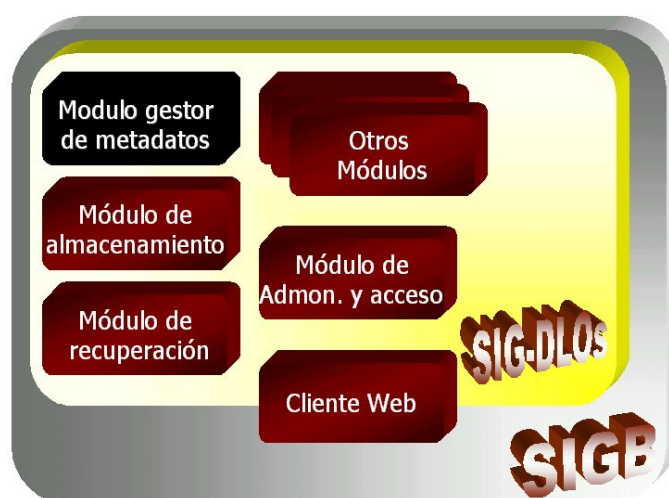 Modulo gestor
de metadatos
Otros
Módulos
Módulo de
almacenamiento
Módulo de
Admon. y acceso
Módulo de
recuperación
Cliente Web
SIG-DLOs
SIGB